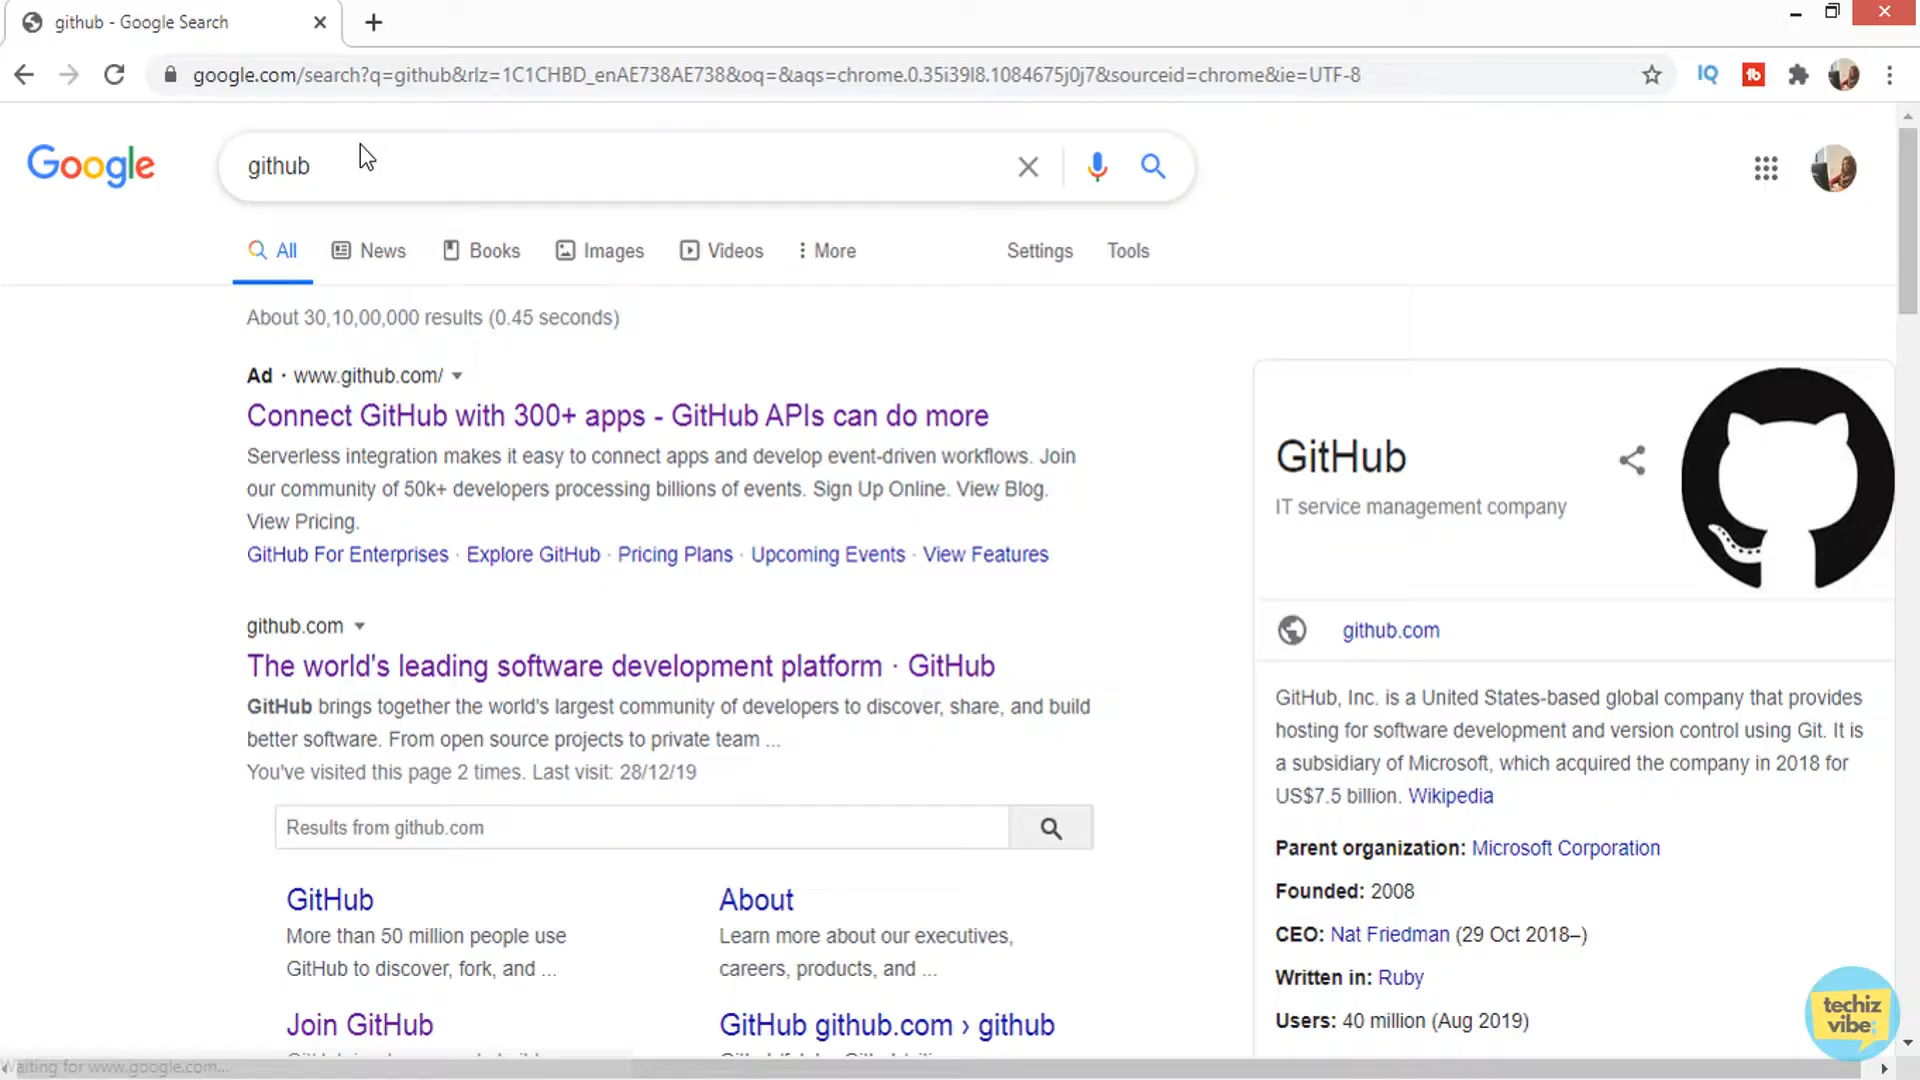 github - Google Search
google.com/search?q=github&rlz=1C1CHBD_enAE738AE738&oq=&aqs=chrome.0.35i39l8.1084675j0j7&sourceid=chrome&ie=UTF-8
IQ
tb
Google
github
All
News
Books
Images
Videos
More
Settings
Tools
About 30,10,00,000 results (0.45 seconds)
Ad · www.github.com/
Connect GitHub with 300+ apps - GitHub APIs can do more
Serverless integration makes it easy to connect apps and develop event-driven workflows. Join
our community of 50k+ developers processing billions of events. Sign Up Online. View Blog.
View Pricing.
GitHub For Enterprises · Explore GitHub · Pricing Plans · Upcoming Events · View Features
github.com
The world's leading software development platform · GitHub
GitHub brings together the world's largest community of developers to discover, share, and build
better software. From open source projects to private team ...
You've visited this page 2 times. Last visit: 28/12/19
Results from github.com
GitHub
More than 50 million people use
GitHub to discover, fork, and ...
About
Learn more about our executives,
careers, products, and ...
Join GitHub
GitHub github.com › github
GitHub
IT service management company
github.com
GitHub, Inc. is a United States-based global company that provides
hosting for software development and version control using Git. It is
a subsidiary of Microsoft, which acquired the company in 2018 for
US$7.5 billion. Wikipedia
Parent organization: Microsoft Corporation
Founded: 2008
CEO: Nat Friedman (29 Oct 2018–)
Written in: Ruby
Users: 40 million (Aug 2019)
techiz
vibe
Waiting for www.google.com...